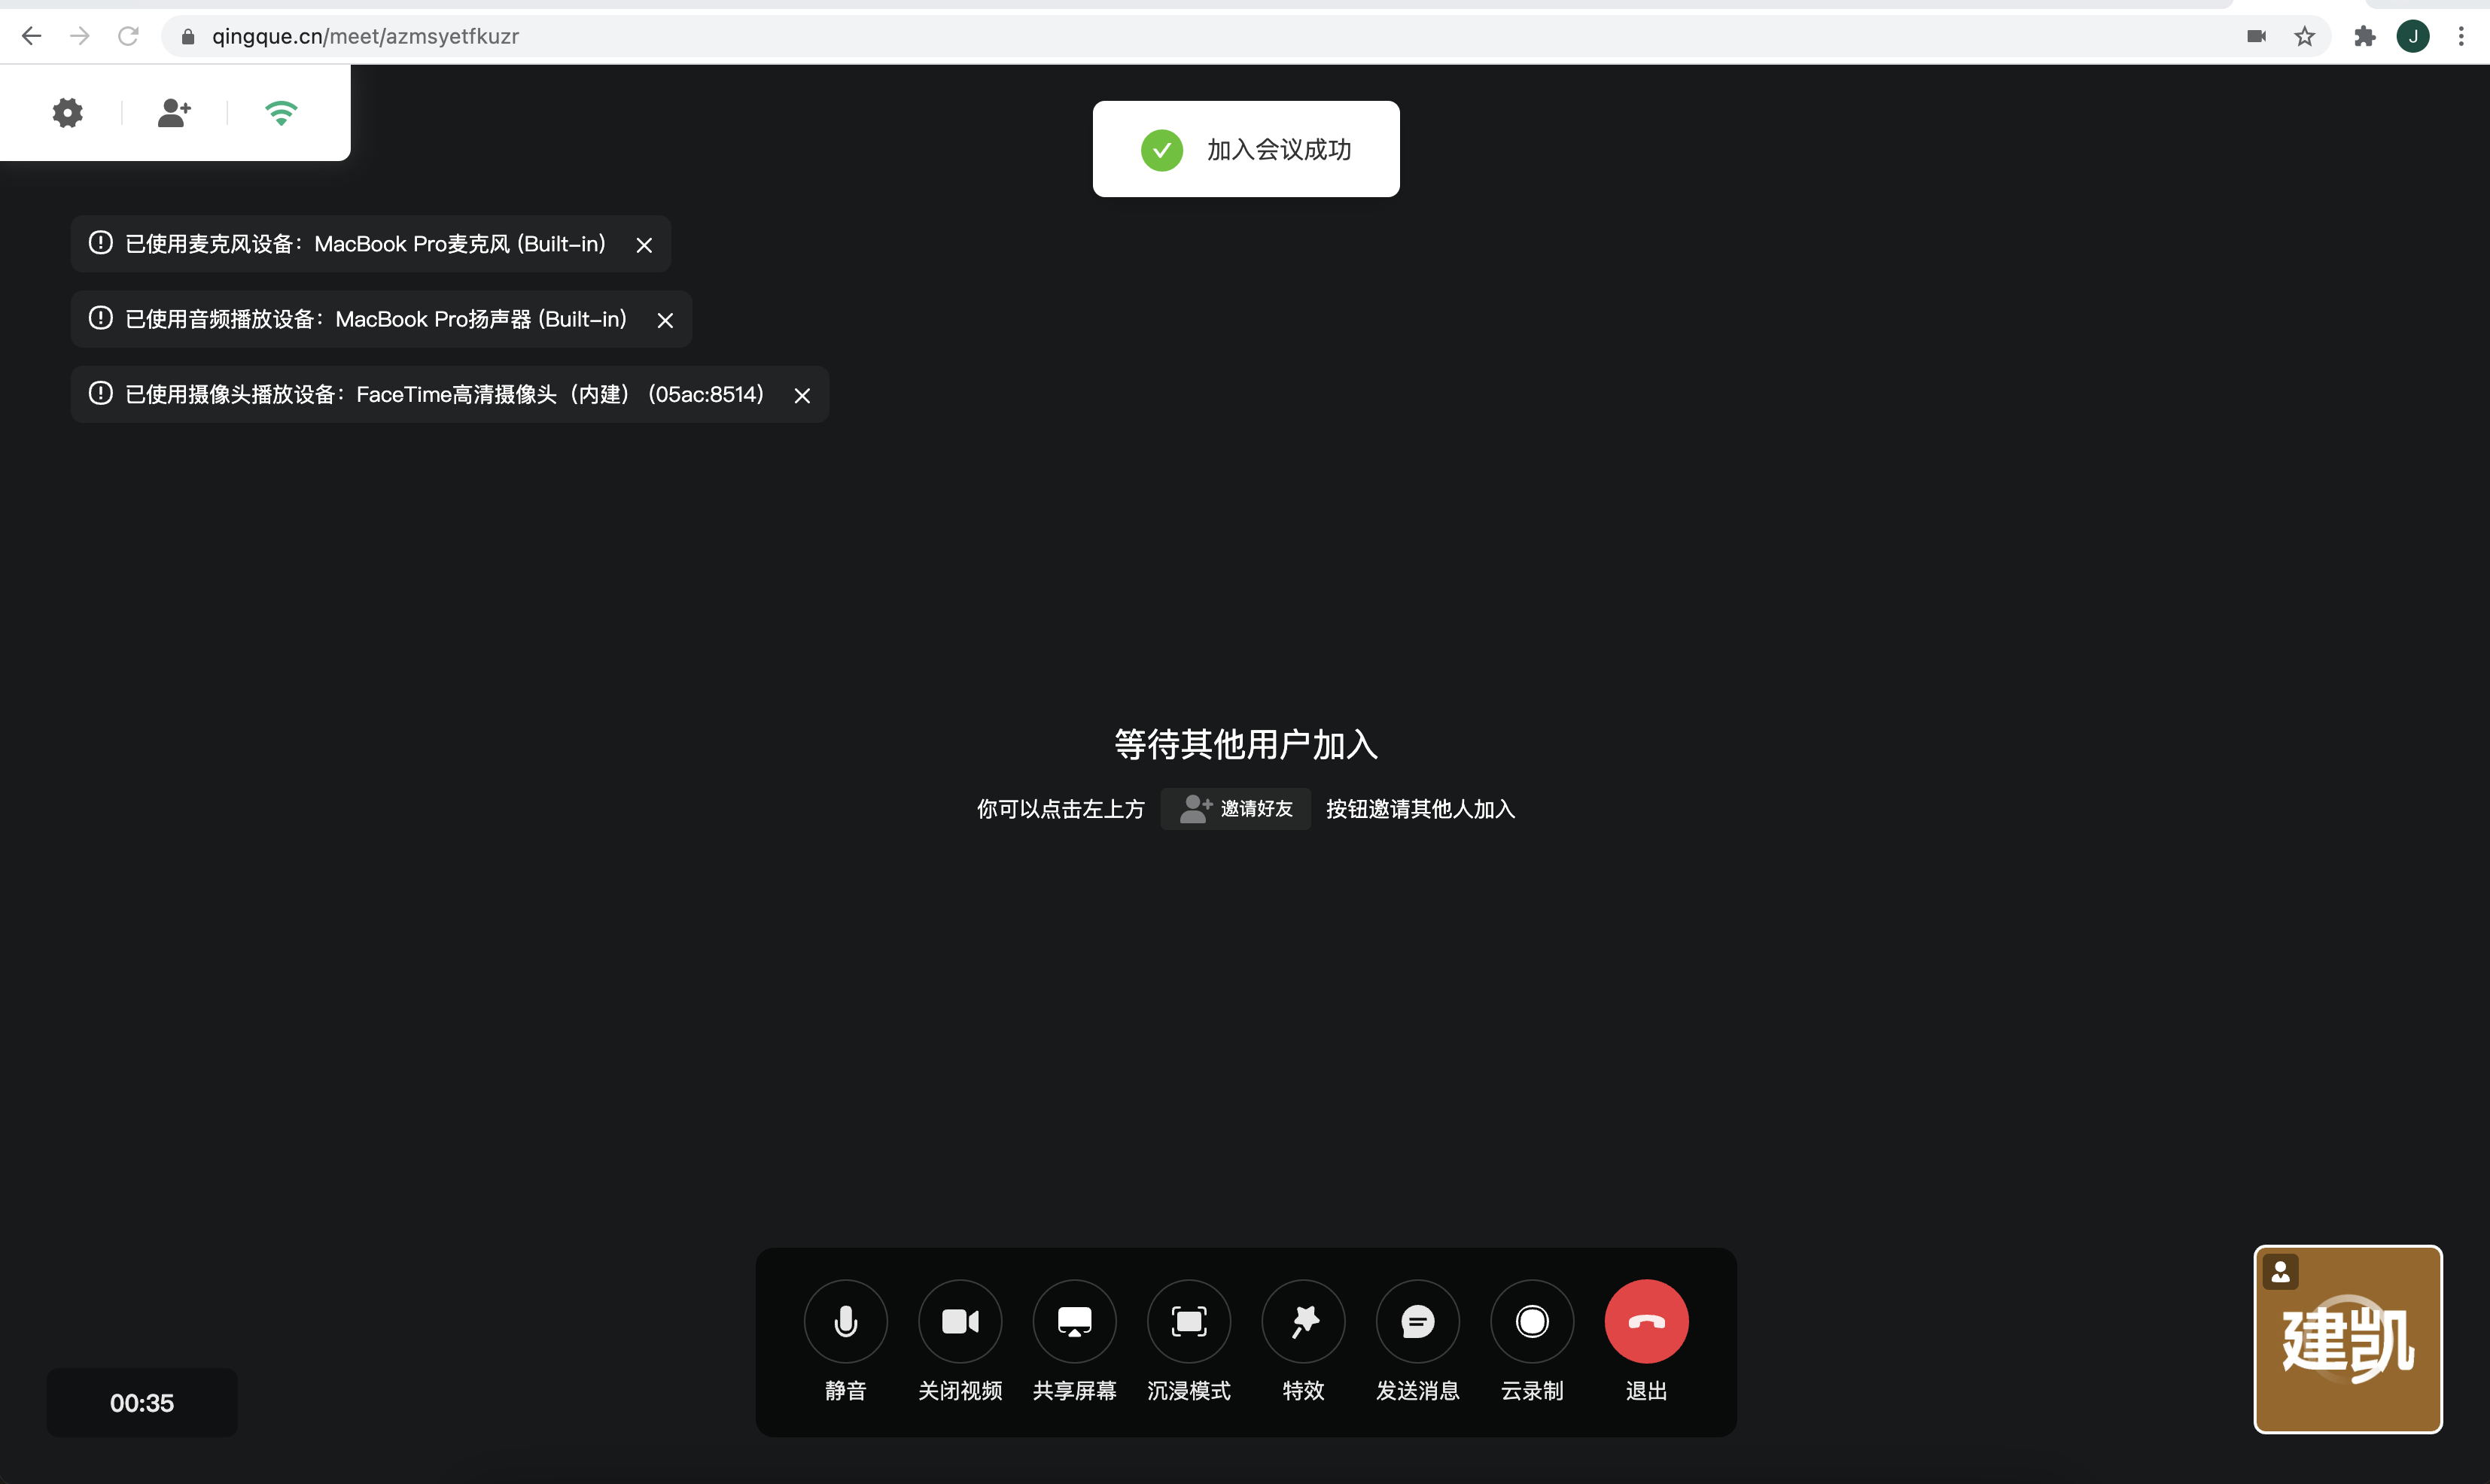 qingque.cn/meet/azmsyetfkuzr
J
加入会议成功
已使用麦克风设备：MacBook Pro麦克风 (Built-in)
已使用音频播放设备：MacBook Pro扬声器 (Built-in)
已使用摄像头播放设备：FaceTime高清摄像头（内建） (05ac:8514)
等待其他用户加入
你可以点击左上方 邀请好友 按钮邀请其他人加入
建凯
静音 关闭视频 共享屏幕 沉浸模式 特效 发送消息 云录制 退出
00:35